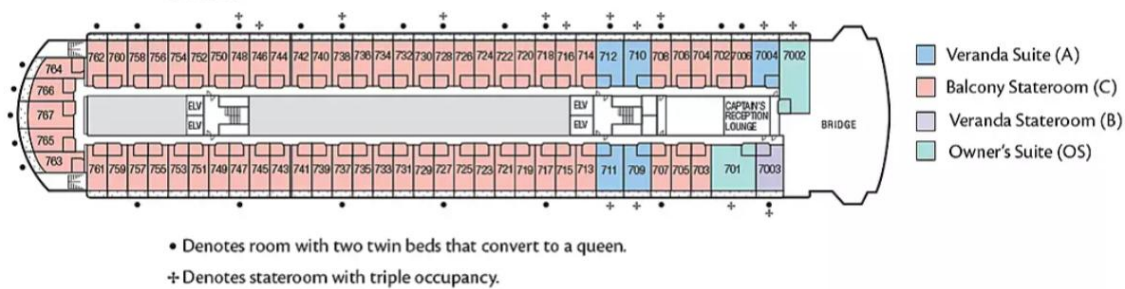 762 760 758 756 754 752 750 748 746 744 742 740 738 736 734 732 730 728 726 724 722 720 718 716 714 712 710 708 706 704 702 7006 7004 7002
Veranda Suite (A)
764
766
767
765
763
Balcony Stateroom (C)
ELV
ELV
ELV
ELV
CAPTAIN'S
RECEPTION
LOUNGE
BRIDGE
Veranda Stateroom (B)
Owner's Suite (OS)
761 759 757 755 753 751 749 747 745 743 741 739 737 735 733 731 729 727 725 723 721 719 717 715 713 711 709 707 705 703 701 7003
• Denotes room with two twin beds that convert to a queen.
✢ Denotes stateroom with triple occupancy.